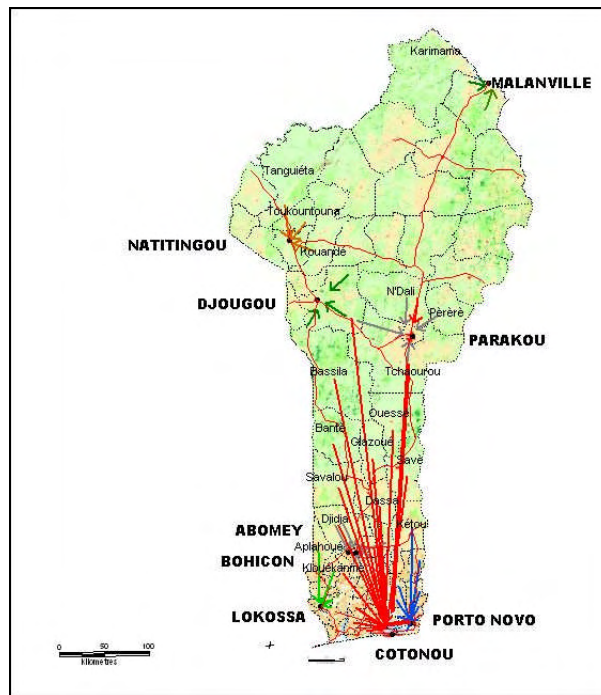 Karimama
MALANVILLE
Tanguiéta
Toukountouna
NATITINGOU
Kouandé
N'Dali
DJOUGOU
Pèrèrè
PARAKOU
Tchaourou
Bassila
Ouessè
Bantè
Glazoué
Savè
Savalou
Dassa
Djidja
Kétou
ABOMEY
Aplahoué
BOHICON
Klouékanmè
LOKOSSA
PORTO NOVO
COTONOU
0 50 100
kilometres